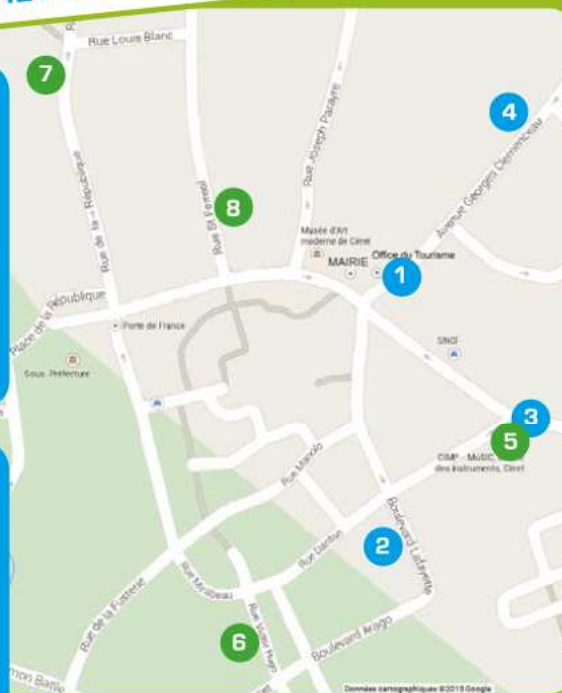 Rue Louis Blanc
7
4
Rue Joseph Parayre
Avenue Georges Clemenceau
8
Rue de la République
Rue St Ferréol
Musée d'Art
moderne de Céret
MAIRIE
Office du Tourisme
1
Place de la République
Porte de France
SNCF
Sous-Préfecture
3
5
CIMP - MúSIC,
des instruments, Céret
Rue Manolo
2
Boulevard Lafayette
Rue Danton
Rue Mirabeau
Rue de la Fusterie
Rue Victor Hugo
6
Boulevard Arago
Données cartographiques ©2015 Google